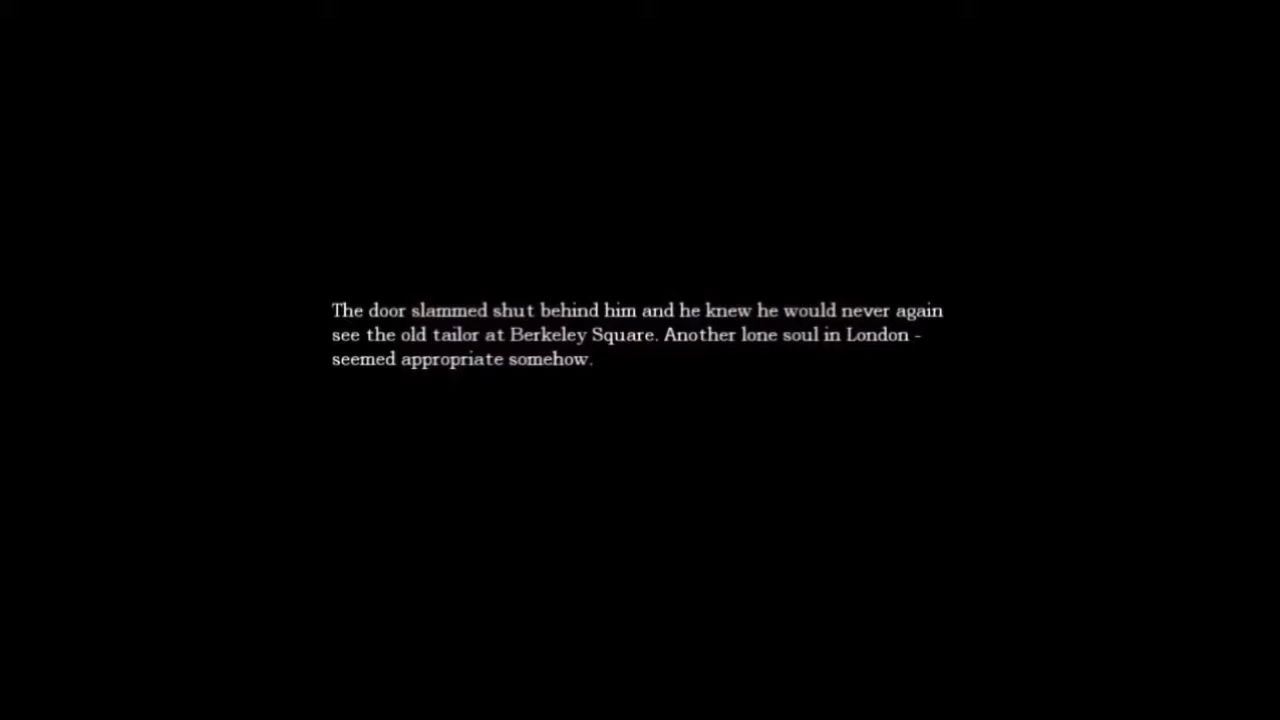 The door slammed shut behind him and he knew he would never again
see the old tailor at Berkeley Square. Another lone soul in London -
seemed appropriate somehow.